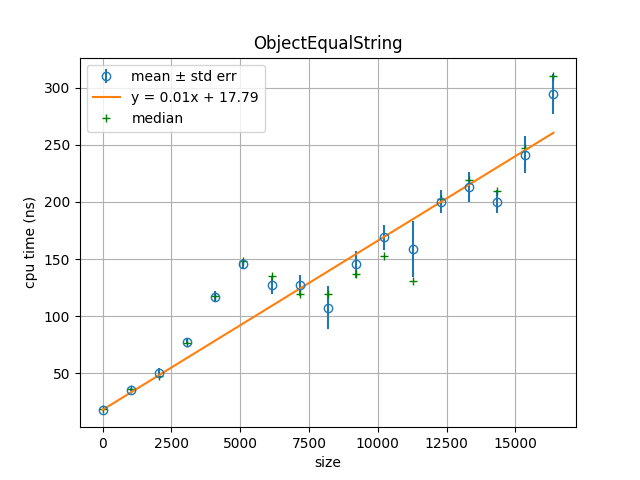 ObjectEqualString
mean ± std err
y = 0.01x + 17.79
median
300
250
200
150
100
50
cpu time (ns)
0 2500 5000 7500 10000 12500 15000
size